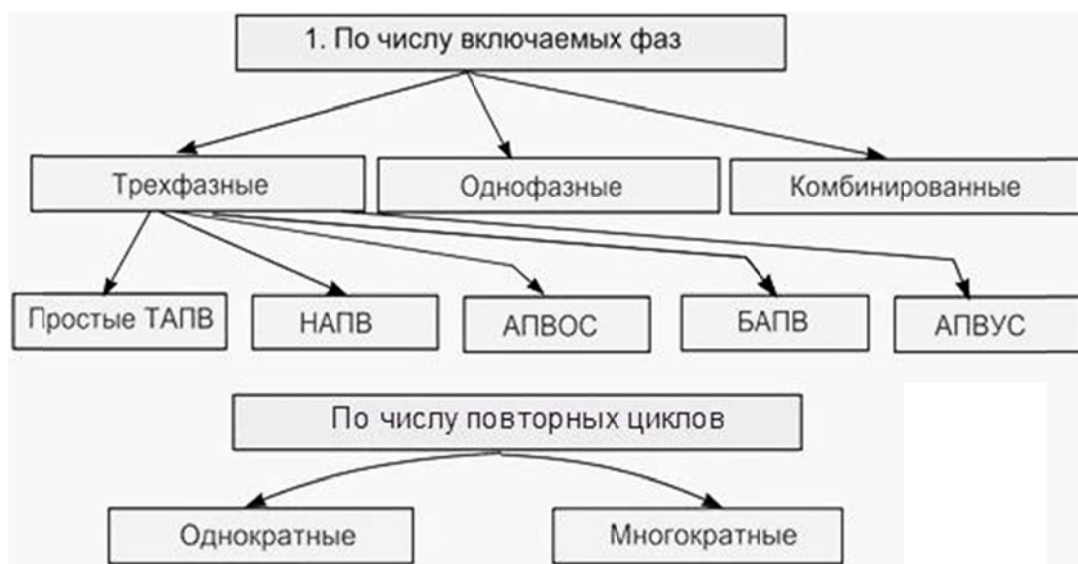 1. По числу включаемых фаз
Трехфазные
Однофазные
Комбинированные
Простые ТАПВ
НАПВ
АПВОС
БАПВ
АПВУС
По числу повторных циклов
Однократные
Многократные